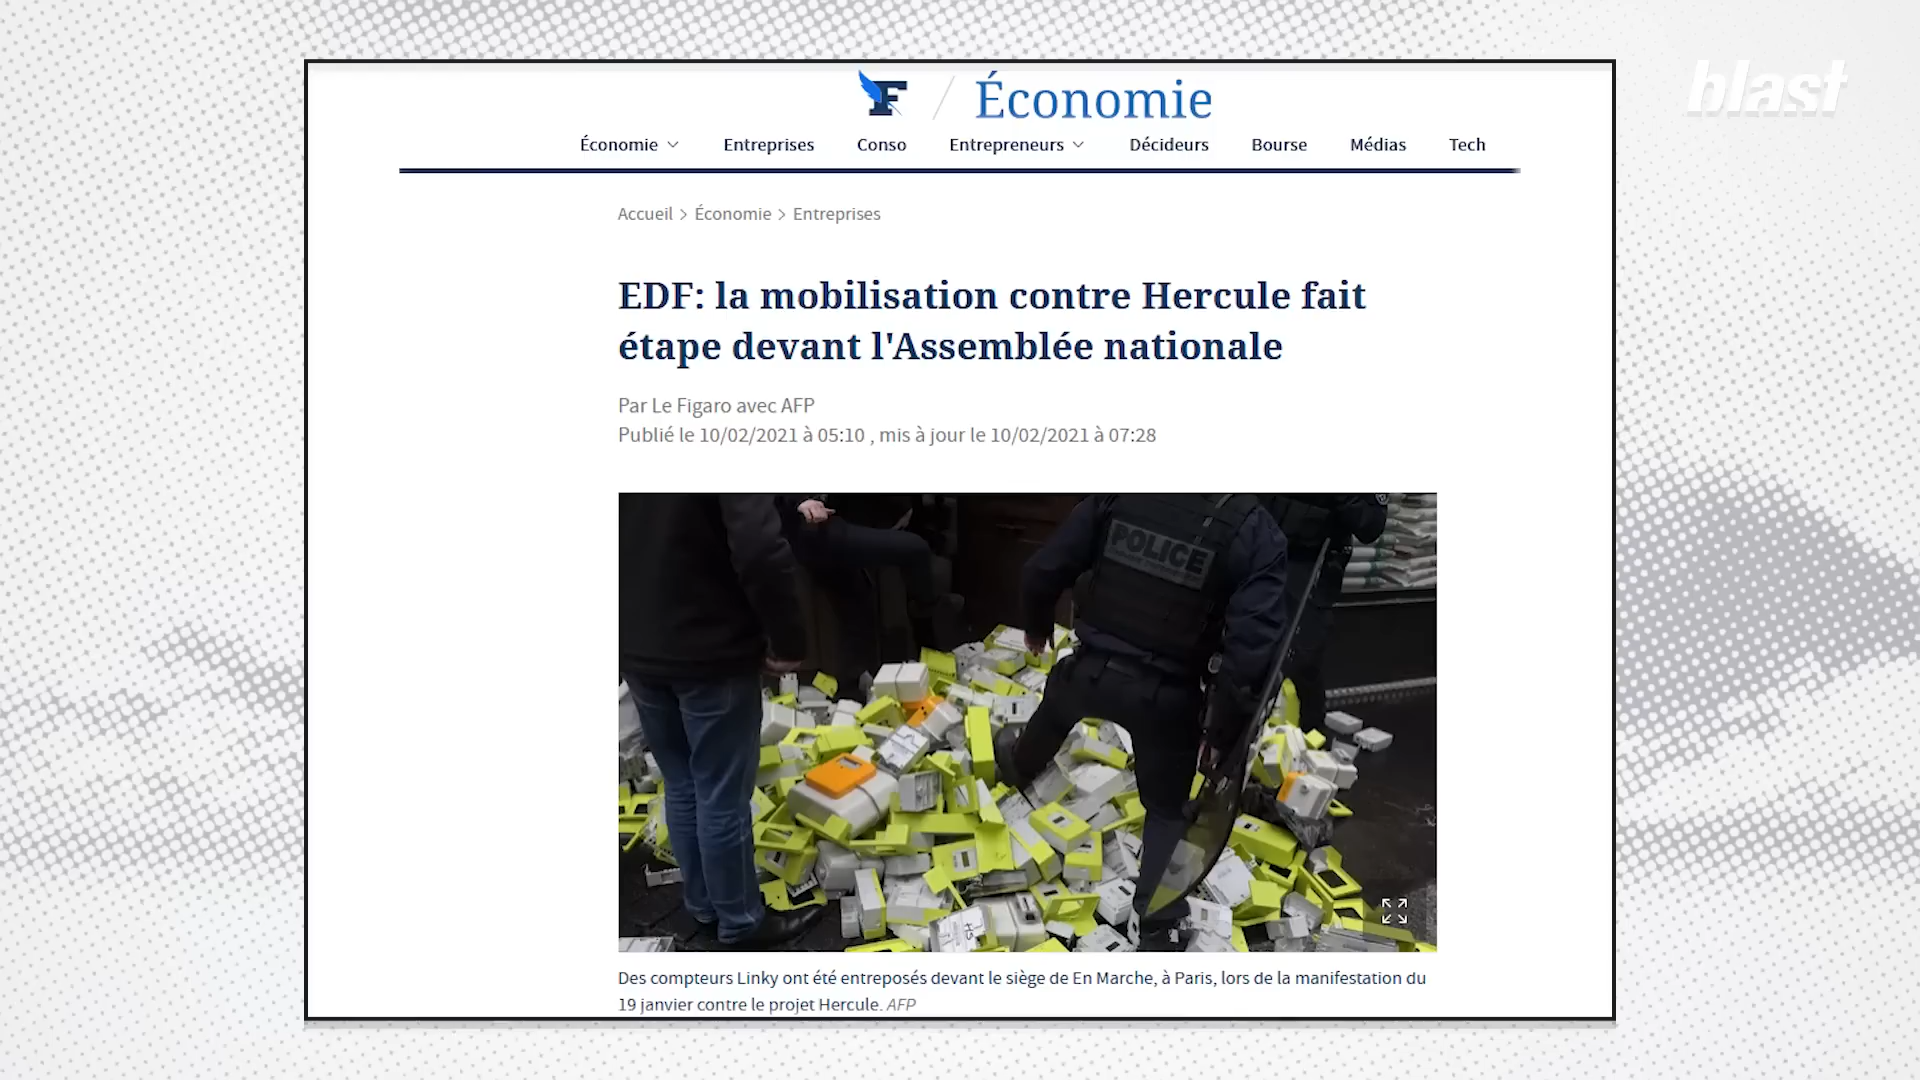 blast
F / Économie
Économie Entreprises Conso Entrepreneurs Décideurs Bourse Médias Tech
Accueil > Économie > Entreprises
EDF: la mobilisation contre Hercule fait
étape devant l'Assemblée nationale
Par Le Figaro avec AFP
Publié le 10/02/2021 à 05:10 , mis à jour le 10/02/2021 à 07:28
POLICE
Des compteurs Linky ont été entreposés devant le siège de En Marche, à Paris, lors de la manifestation du
19 janvier contre le projet Hercule. AFP